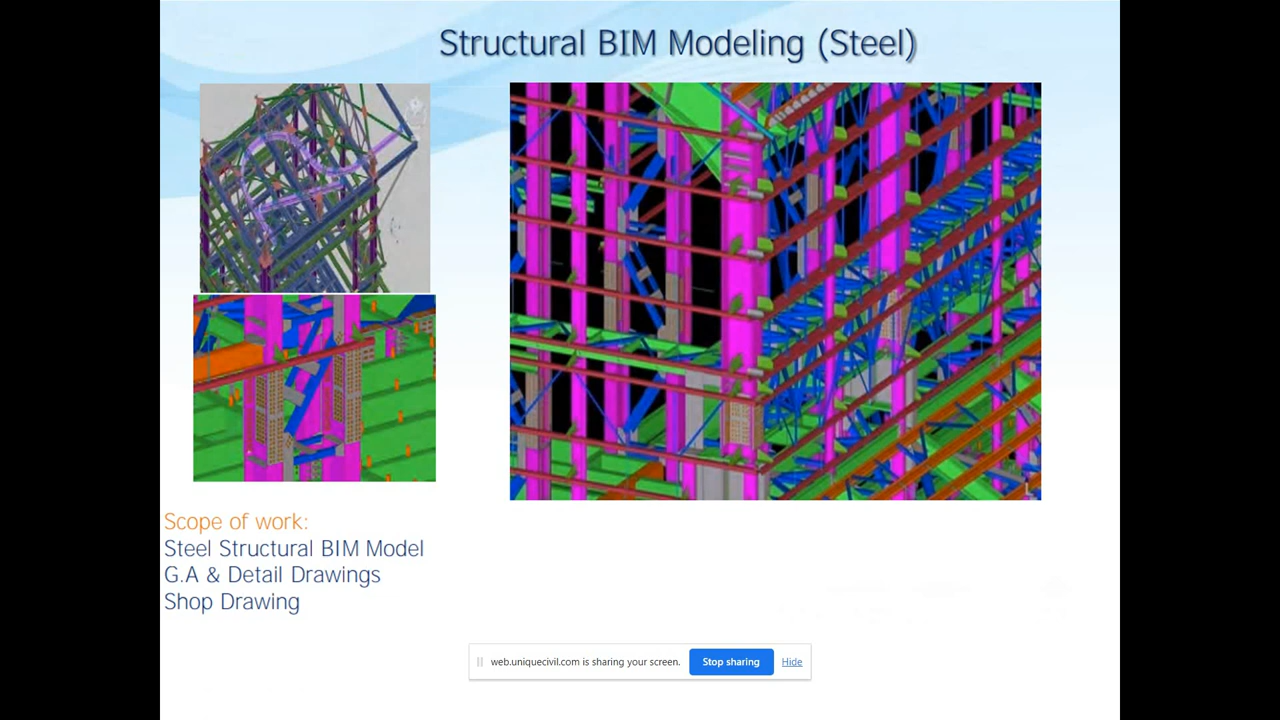 Structural BIM Modeling (Steel)
Scope of work:
Steel Structural BIM Model
G.A & Detail Drawings
Shop Drawing
web.uniquecivil.com is sharing your screen.
Stop sharing
Hide